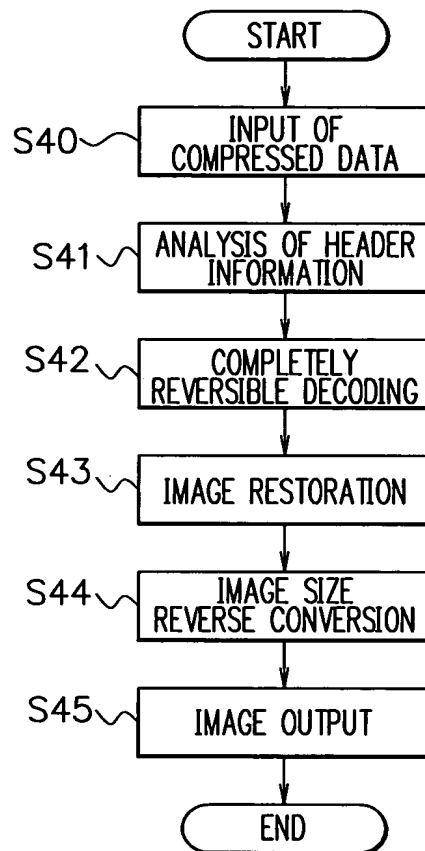 START
S40
INPUT OF
COMPRESSED DATA
S41
ANALYSIS OF HEADER
INFORMATION
S42
COMPLETELY
REVERSIBLE DECODING
S43
IMAGE RESTORATION
S44
IMAGE SIZE
REVERSE CONVERSION
S45
IMAGE OUTPUT
END